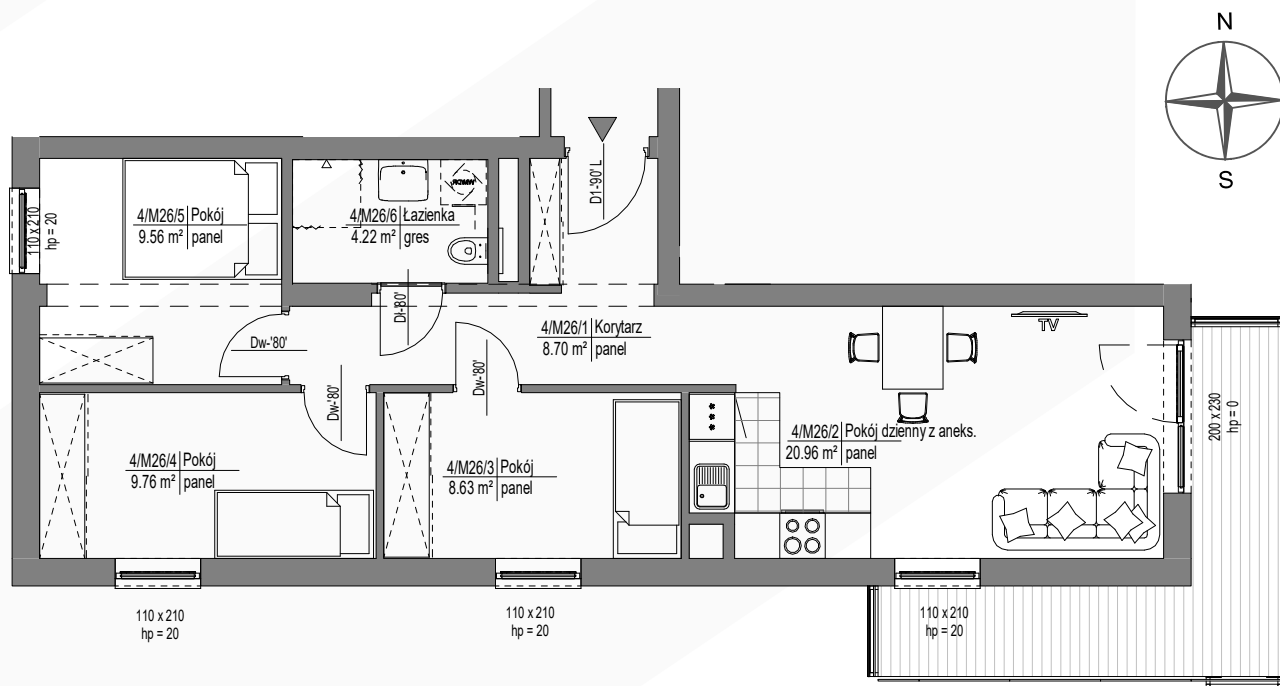 N
S
D1-'90' L
4/M26/5 Pokój
9.56 m² panel
110 x 210
hp = 20
4/M26/6 Łazienka
4.22 m² gres
Dł-'80'
4/M26/1 Korytarz
8.70 m² panel
TV
Dw-'80'
Dw-'80'
Dw-'80'
200 x 230
hp = 0
4/M26/2 Pokój dzienny z aneks.
20.96 m² panel
4/M26/4 Pokój
9.76 m² panel
4/M26/3 Pokój
8.63 m² panel
110 x 210
hp = 20
110 x 210
hp = 20
110 x 210
hp = 20